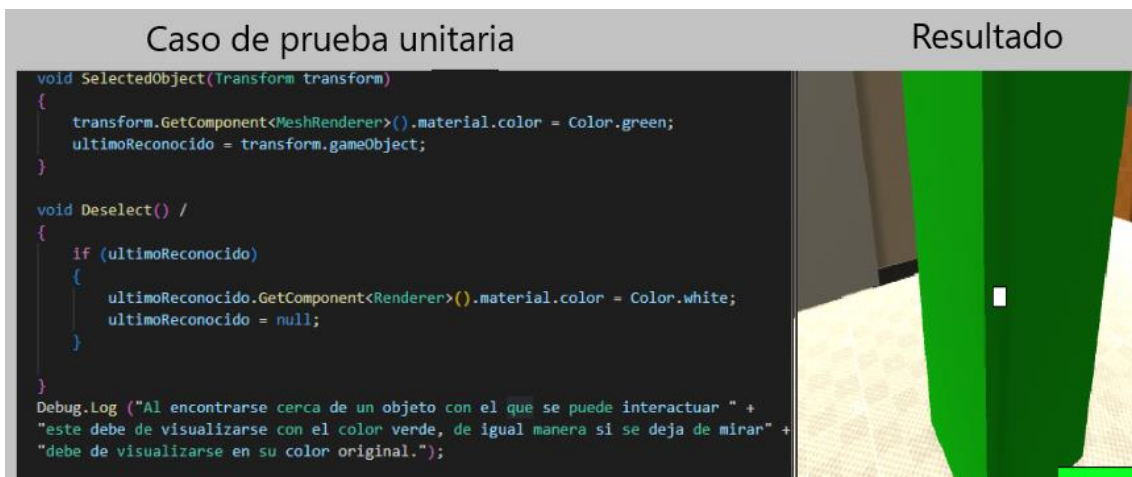 Caso de prueba unitaria
Resultado
void SelectedObject(Transform transform)
{
transform.GetComponent<MeshRenderer>().material.color = Color.green;
ultimoReconocido = transform.gameObject;
}
void Deselect() /
{
if (ultimoReconocido)
{
ultimoReconocido.GetComponent<Renderer>().material.color = Color.white;
ultimoReconocido = null;
}
}
Debug.Log ("Al encontrarse cerca de un objeto con el que se puede interactuar " +
"este debe de visualizarse con el color verde, de igual manera si se deja de mirar" +
"debe de visualizarse en su color original.");